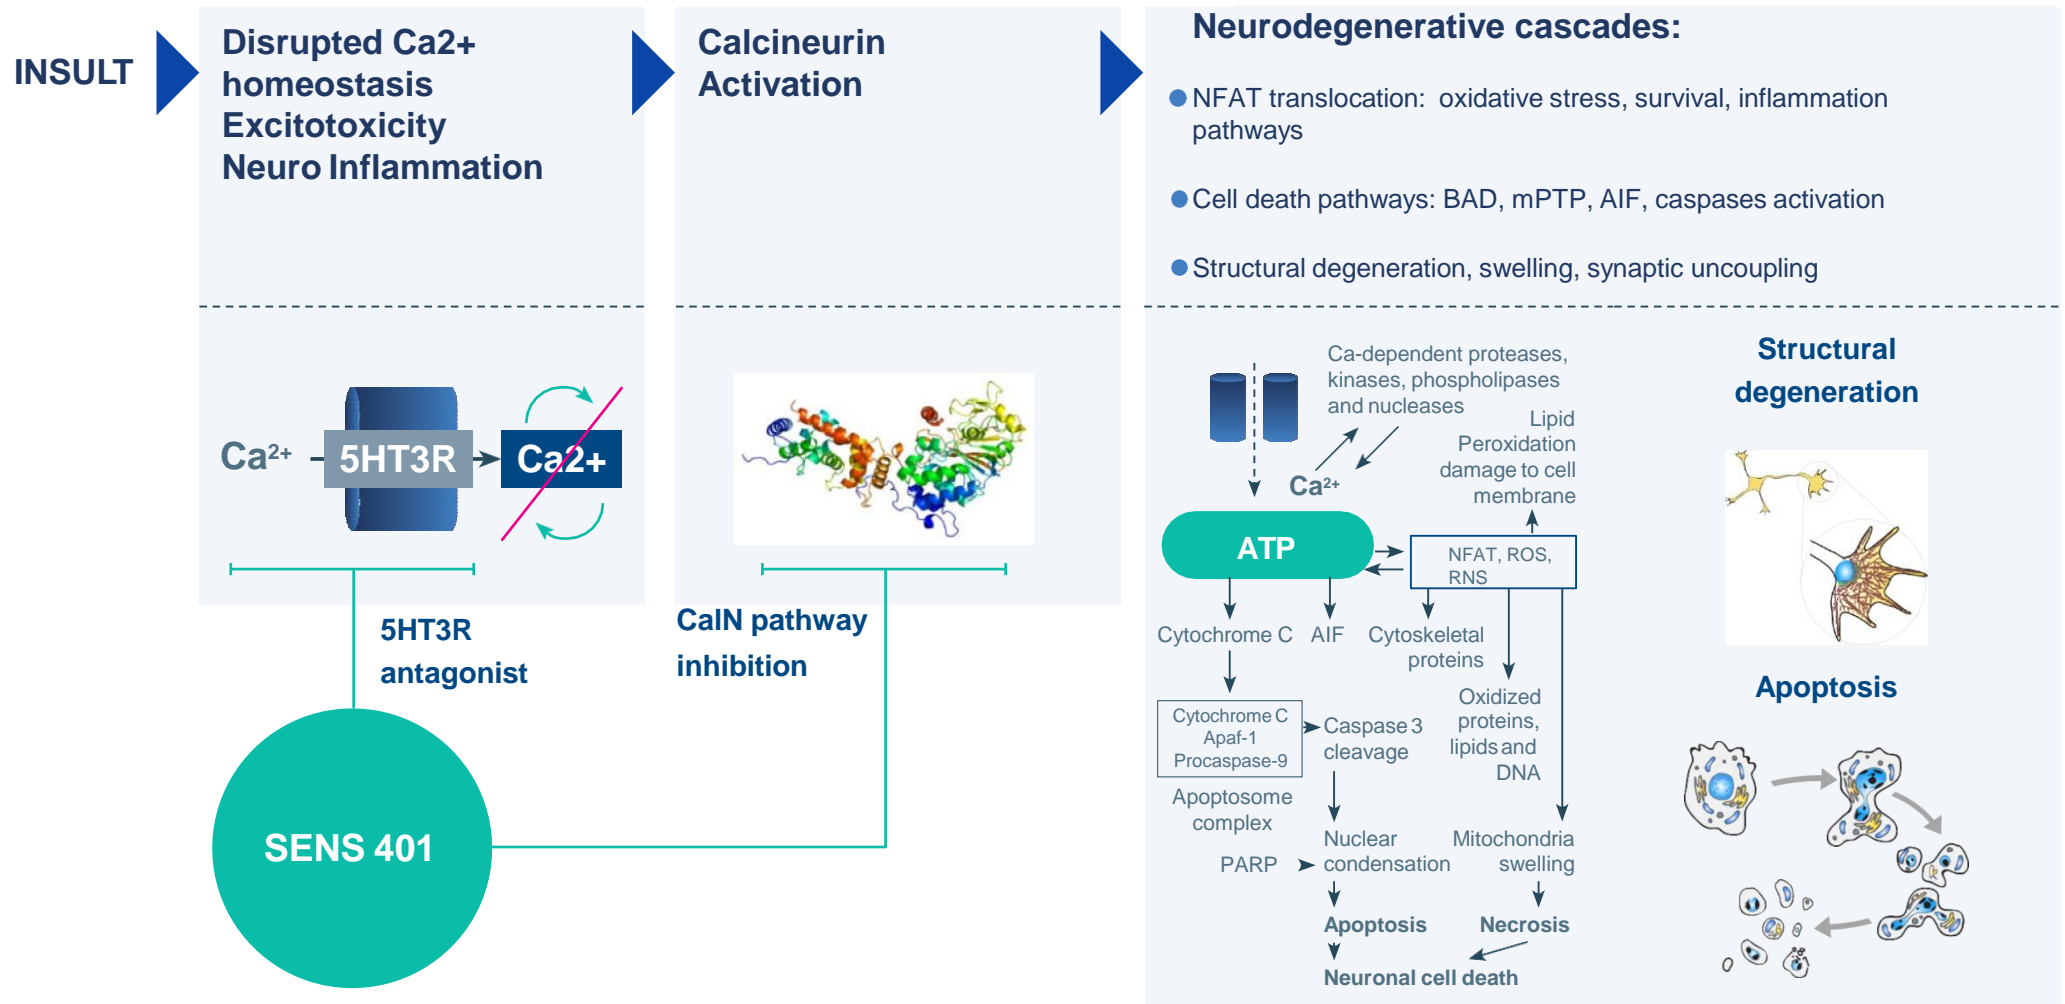 INSULT
Disrupted Ca2+
homeostasis
Excitotoxicity
Neuro Inflammation
Calcineurin
Activation
Neurodegenerative cascades:
NFAT translocation: oxidative stress, survival, inflammation
pathways
Cell death pathways: BAD, mPTP, AIF, caspases activation
Structural degeneration, swelling, synaptic uncoupling
Ca2+
5HT3R
Ca2+
5HT3R
antagonist
CaIN pathway
inhibition
SENS 401
Ca-dependent proteases,
kinases, phospholipases
and nucleases
Lipid
Peroxidation
damage to cell
membrane
Ca2+
ATP
NFAT, ROS,
RNS
Cytochrome C
AIF
Cytoskeletal
proteins
Oxidized
proteins,
lipids and
DNA
Cytochrome C
Apaf-1
Procaspase-9
Caspase 3
cleavage
Apoptosome
complex
Nuclear
condensation
PARP
Mitochondria
swelling
Apoptosis
Necrosis
Neuronal cell death
Structural
degeneration
Apoptosis